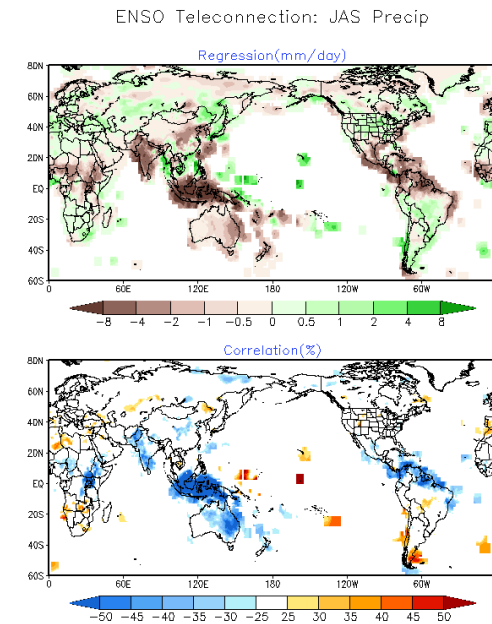 ENSO Teleconnection: JAS Precip
Regression(mm/day)
80N
60N
40N
20N
EQ
20S
40S
60S
0 60E 120E 180 120W 60W
-8 -4 -2 -1 -0.5 0 0.5 1 2 4 8
Correlation(%)
80N
60N
40N
20N
EQ
20S
40S
60S
0 60E 120E 180 120W 60W
-50 -45 -40 -35 -30 -25 25 30 35 40 45 50